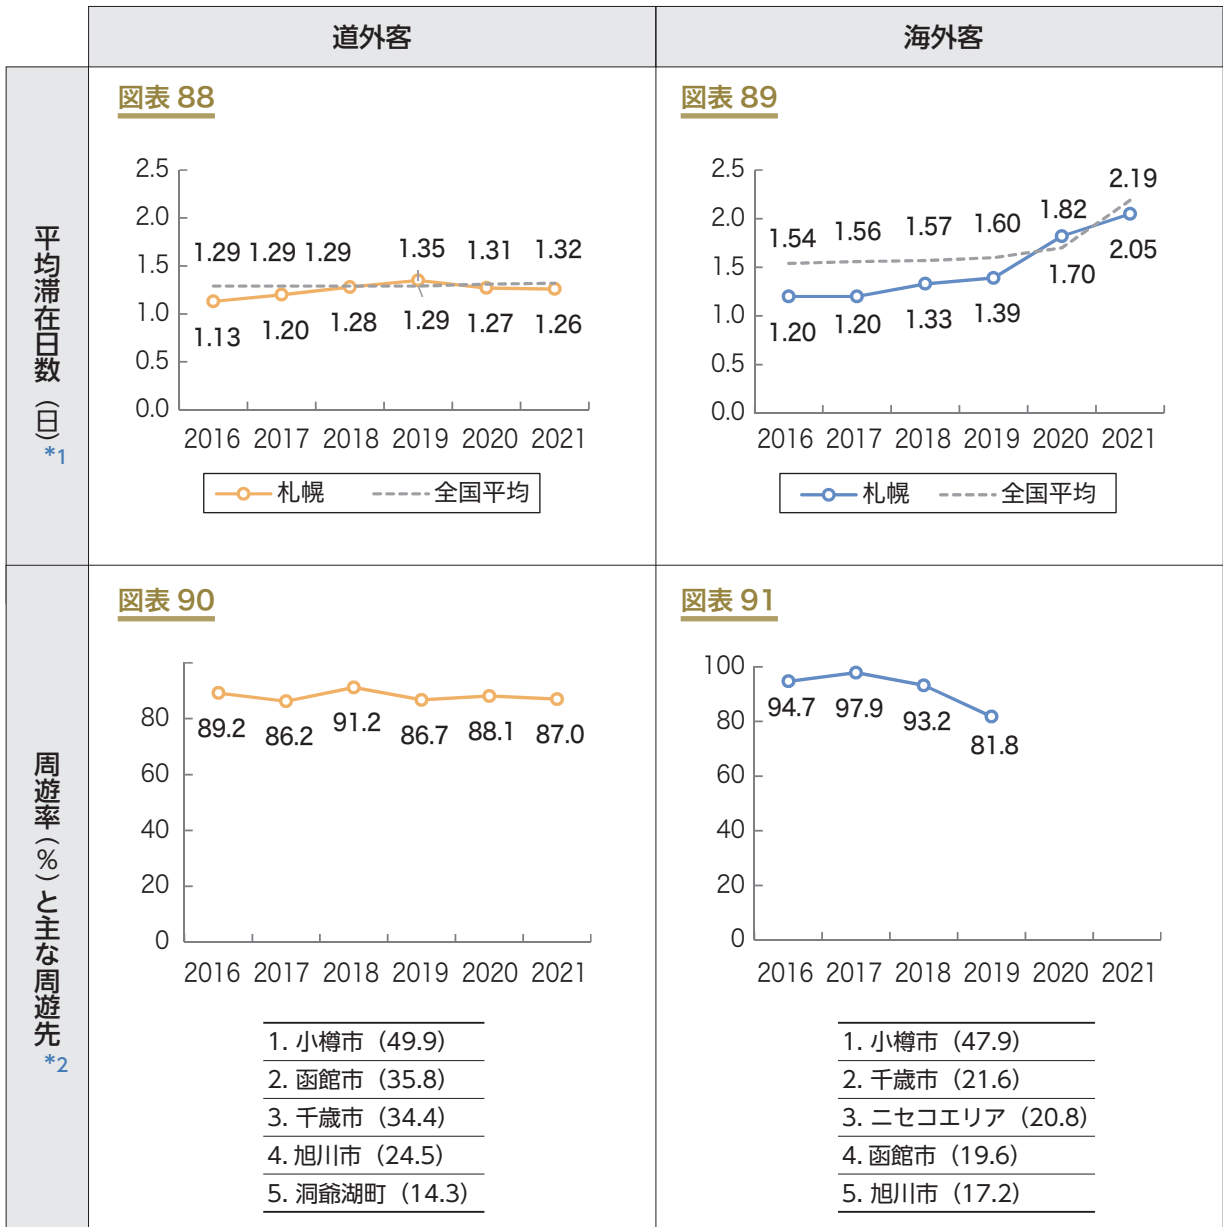 道外客
海外客
平均滞在日数（日）*1
図表 88
2.5
2.0
1.5
1.0
0.5
0.0
1.29 1.29 1.29 1.35 1.31 1.32
1.13 1.20 1.28 1.29 1.27 1.26
2016 2017 2018 2019 2020 2021
札幌 全国平均
図表 89
2.5
2.0
1.5
1.0
0.5
0.0
1.54 1.56 1.57 1.60 1.82 2.19
1.20 1.20 1.33 1.39 1.70 2.05
2016 2017 2018 2019 2020 2021
札幌 全国平均
周遊率（%）と主な周遊先*2
図表 90
80
60
40
20
0
89.2 86.2 91.2 86.7 88.1 87.0
2016 2017 2018 2019 2020 2021
1. 小樽市（49.9）
2. 函館市（35.8）
3. 千歳市（34.4）
4. 旭川市（24.5）
5. 洞爺湖町（14.3）
図表 91
100
80
60
40
20
0
94.7 97.9 93.2 81.8
2016 2017 2018 2019 2020 2021
1. 小樽市（47.9）
2. 千歳市（21.6）
3. ニセコエリア（20.8）
4. 函館市（19.6）
5. 旭川市（17.2）